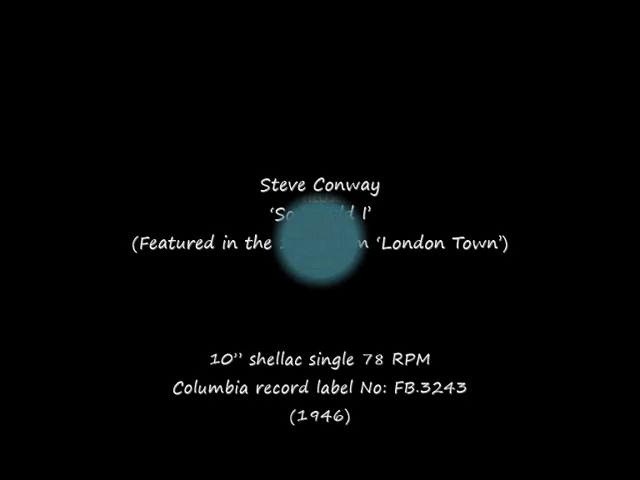 Steve Conway
I’
(Featured in the ‘London Town’)
10” shellac single 78 RPM
Columbia record label No: FB.3243
(1946)